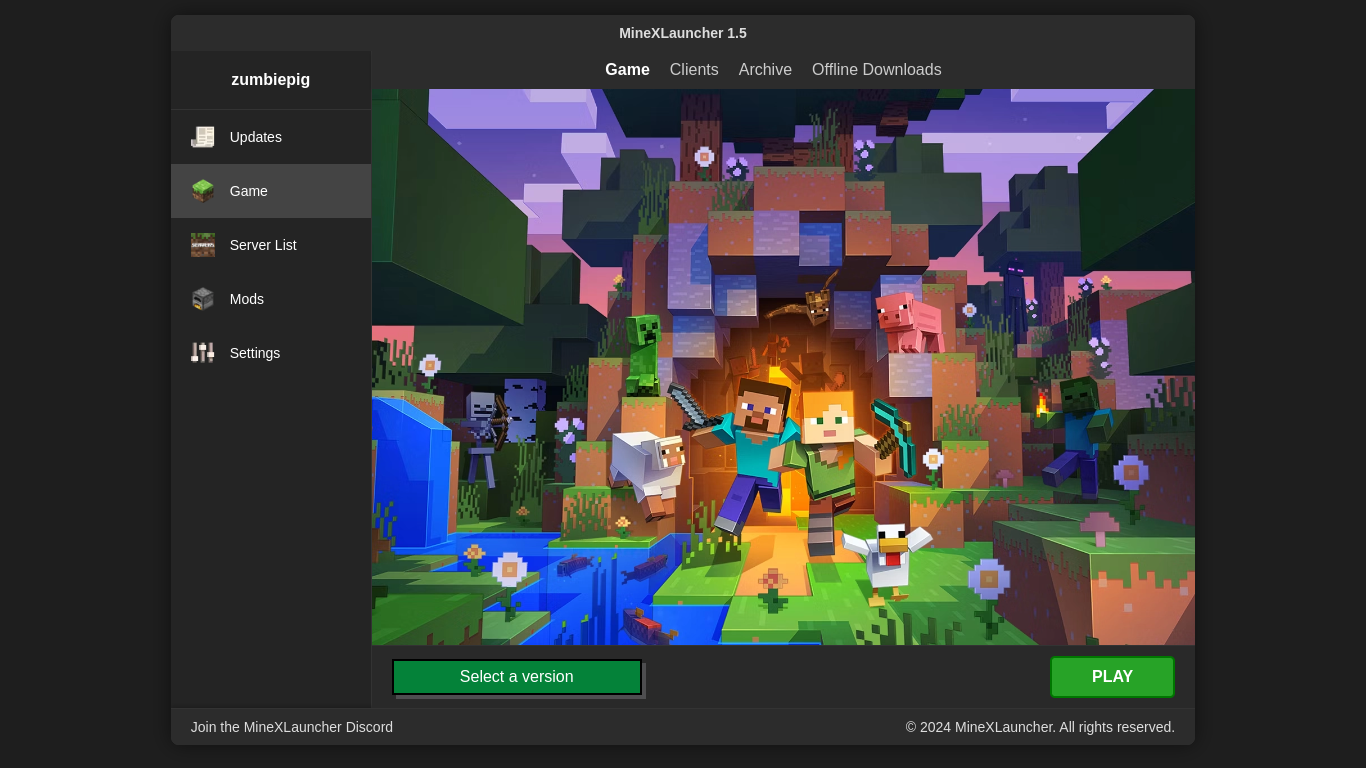 MineXLauncher 1.5
zumbiepig
Game Clients Archive Offline Downloads
Updates
Game
Server List
Mods
Settings
Select a version
PLAY
Join the MineXLauncher Discord
© 2024 MineXLauncher. All rights reserved.